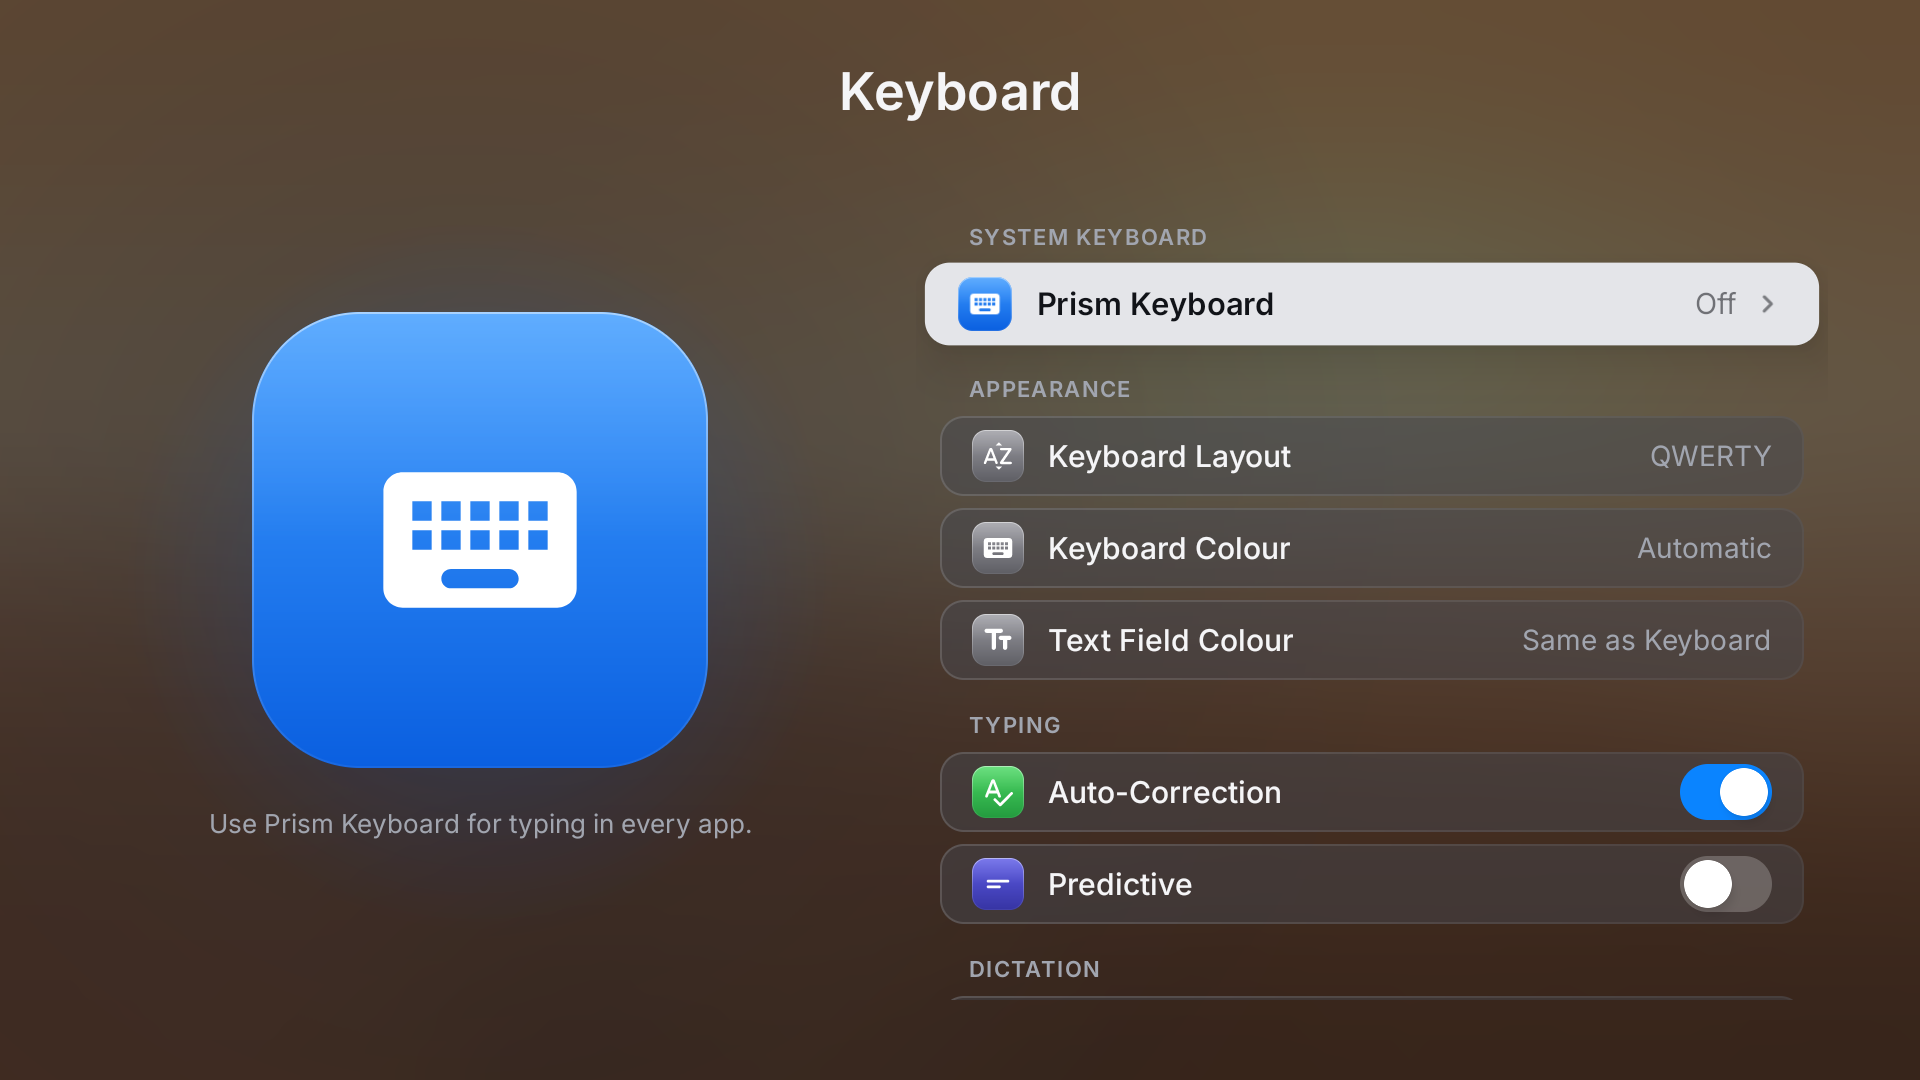 Keyboard
SYSTEM KEYBOARD
Prism Keyboard Off
APPEARANCE
Keyboard Layout QWERTY
Keyboard Colour Automatic
Text Field Colour Same as Keyboard
TYPING
Auto-Correction
Predictive
DICTATION
Use Prism Keyboard for typing in every app.